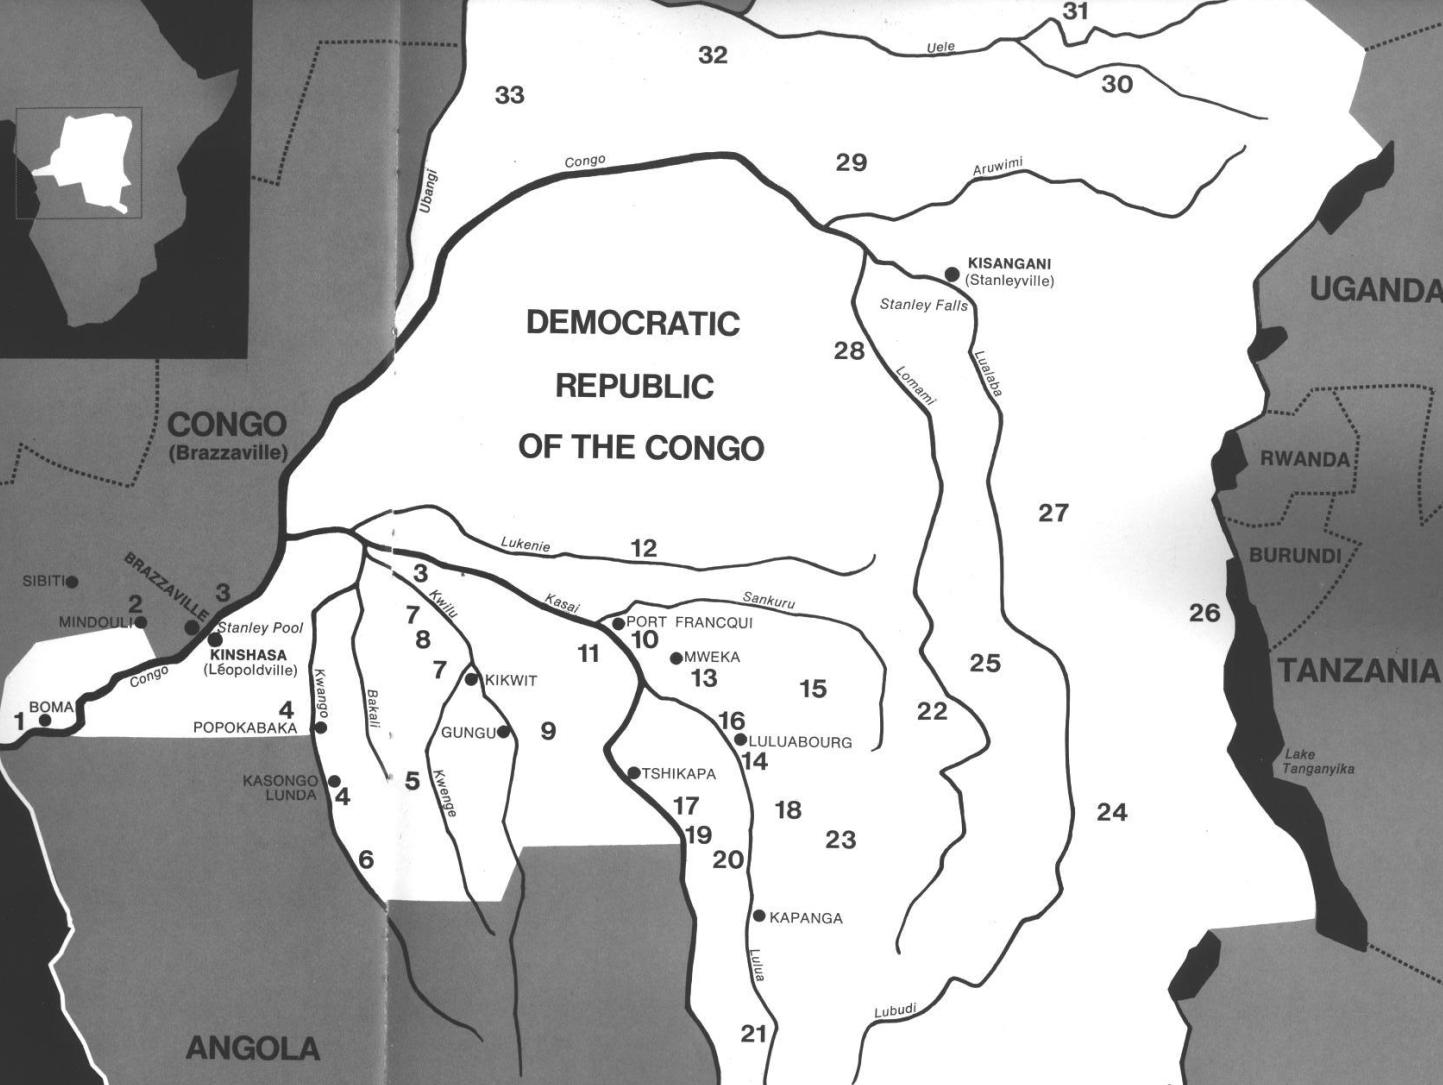 31
32
Uele
30
33
Congo
29
Aruwimi
Ubangi
KISANGANI
(Stanleyville)
UGANDA
Stanley Falls
DEMOCRATIC
REPUBLIC
OF THE CONGO
28
Lomami
Lualaba
CONGO
(Brazzaville)
RWANDA
27
BURUNDI
Lukenie
12
SIBITI
BRAZZAVILLE
3
3
Kwilu
Kasai
Sankuru
2
MINDOULI
Stanley Pool
7
PORT FRANCQUI
26
8
10
KINSHASA
(Léopoldville)
11
MWEKA
25
TANZANIA
Congo
7
KIKWIT
13
15
Kwango
Bakali
BOMA
1
4
POPOKABAKA
GUNGU
9
16
22
LULUABOURG
14
Lake
Tanganyika
KASONGO
LUNDA
4
5
Kwenge
TSHIKAPA
17
18
24
19
23
6
20
KAPANGA
Lulua
Lubudi
21
ANGOLA